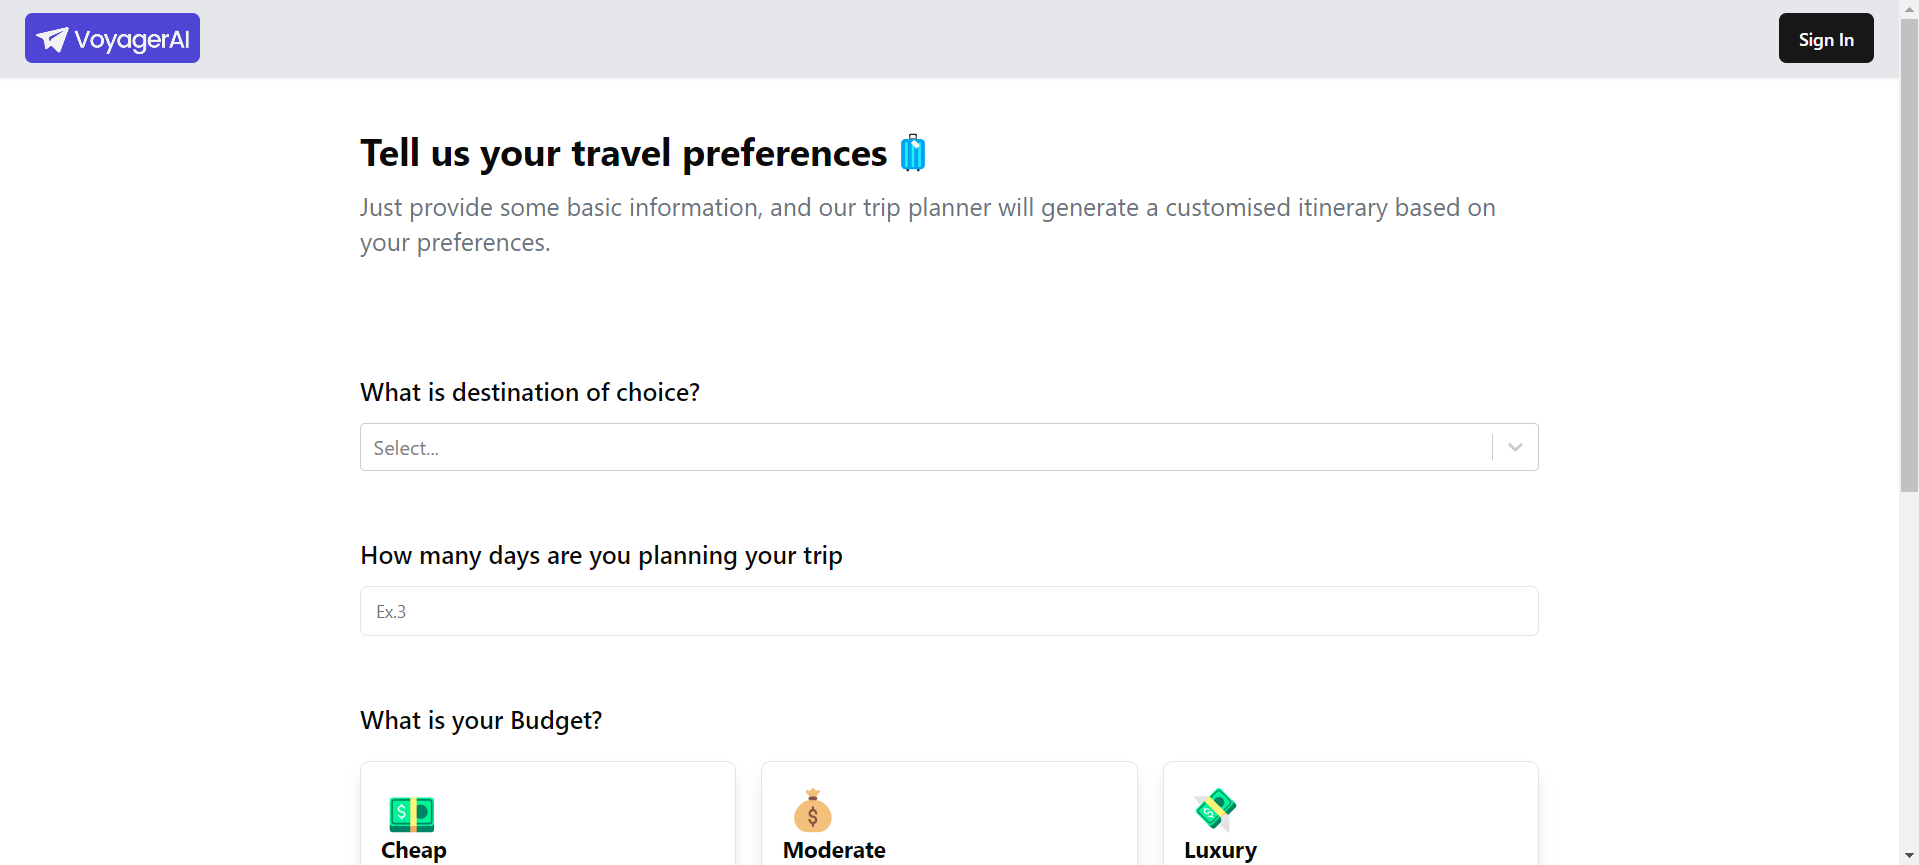 VoyagerAI
Sign In
Tell us your travel preferences
Just provide some basic information, and our trip planner will generate a customised itinerary based on
your preferences.
What is destination of choice?
Select...
How many days are you planning your trip
Ex.3
What is your Budget?
Cheap
Moderate
Luxury